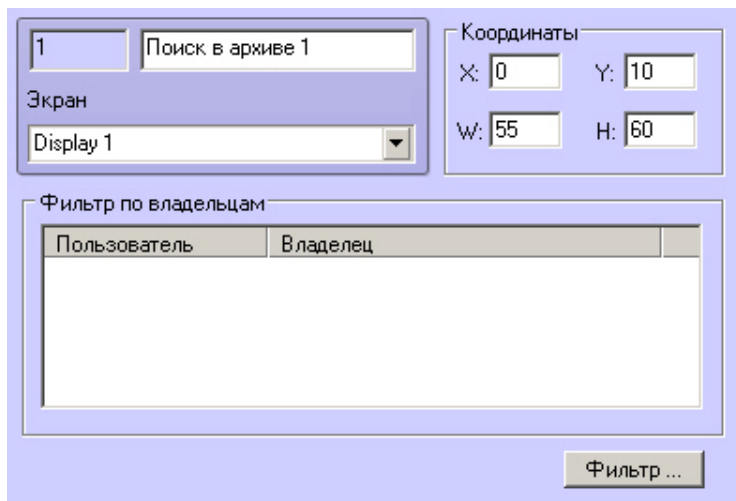 1 Поиск в архиве 1
Экран
Display 1
Координаты
X: 0 Y: 10
W: 55 H: 60
Фильтр по владельцам
Пользователь Владелец
Фильтр ...